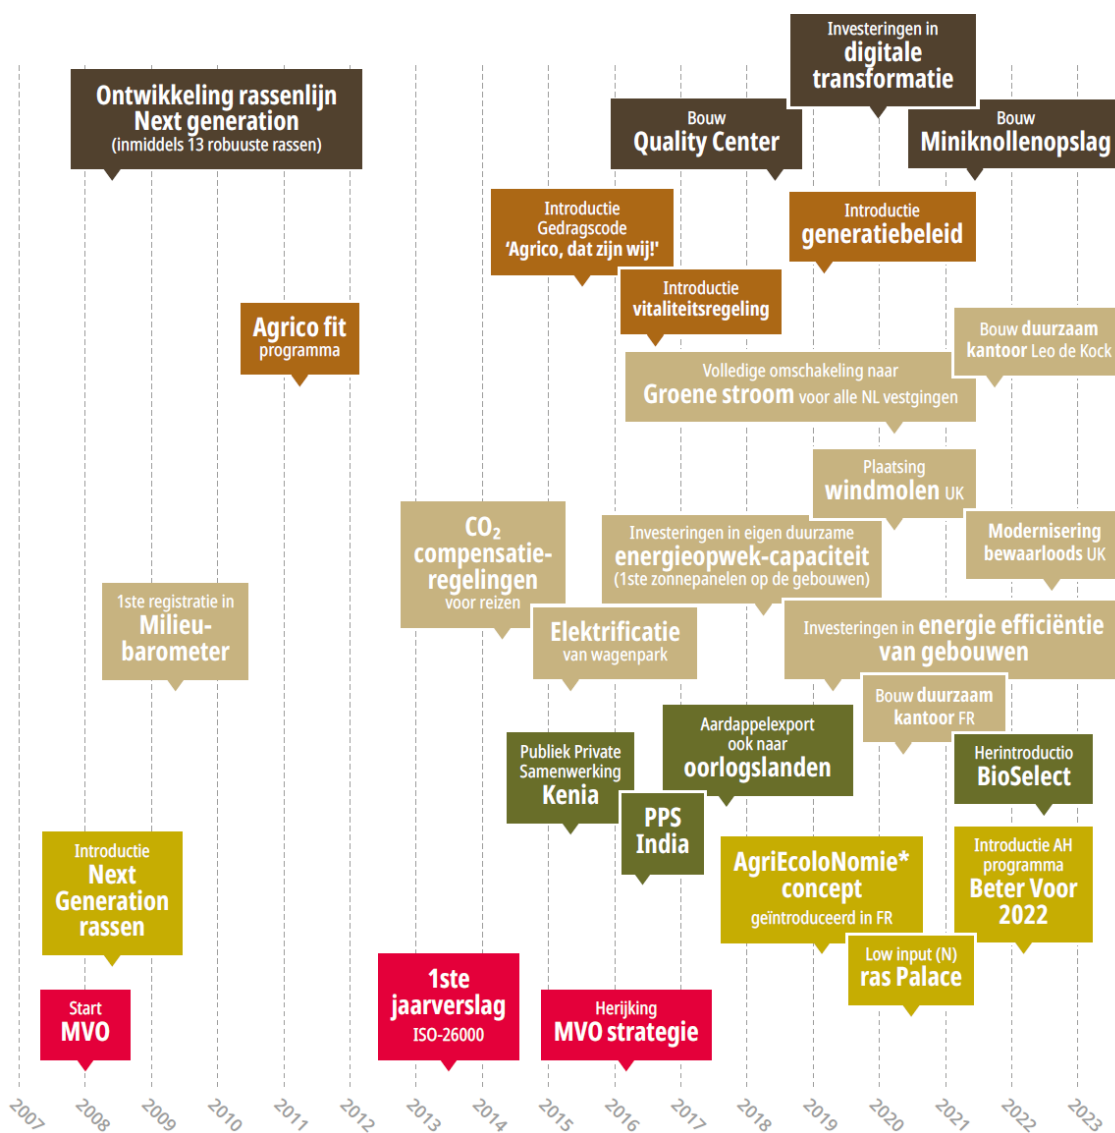 Investeringen in
digitale
transformatie
Ontwikkeling rassenlijn
Next generation
(inmiddels 13 robuuste rassen)
Bouw
Quality Center
Bouw
Miniknollenopslag
Introductie
Gedragscode
‘Agrico, dat zijn wij!'
Introductie
generatiebeleid
Introductie
vitaliteitsregeling
Agrico fit
programma
Bouw duurzaam
kantoor Leo de Kock
Volledige omschakeling naar
Groene stroom voor alle NL vestgingen
Plaatsing
windmolen UK
CO₂
compensatie-
regelingen
voor reizen
Investeringen in eigen duurzame
energieopwek-capaciteit
(1ste zonnepanelen op de gebouwen)
Modernisering
bewaarloods UK
1ste registratie in
Milieu-
barometer
Elektrificatie
van wagenpark
Investeringen in energie efficiëntie
van gebouwen
Bouw duurzaam
kantoor FR
Publiek Private
Samenwerking
Kenia
Aardappelexport
ook naar
oorlogslanden
Herintroductio
BioSelect
PPS
India
Introductie
Next
Generation
rassen
AgriEcoloNomie*
concept
geïntroduceerd in FR
Introductie AH
programma
Beter Voor
2022
Low input (N)
ras Palace
Start
MVO
1ste
jaarverslag
ISO-26000
Herijking
MVO strategie
2007
2008
2009
2010
2011
2012
2013
2014
2015
2016
2017
2018
2019
2020
2021
2022
2023